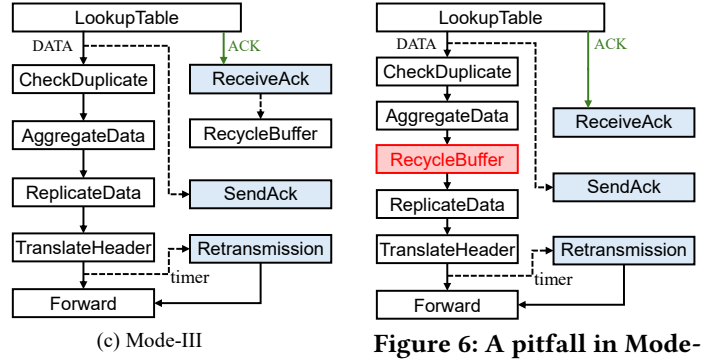 LookupTable
DATA
ACK
CheckDuplicate
ReceiveAck
AggregateData
RecycleBuffer
ReplicateData
SendAck
TranslateHeader
Retransmission
timer
Forward
(c) Mode-III
LookupTable
DATA
ACK
CheckDuplicate
AggregateData
ReceiveAck
RecycleBuffer
SendAck
ReplicateData
TranslateHeader
Retransmission
timer
Forward
Figure 6: A pitfall in Mode-